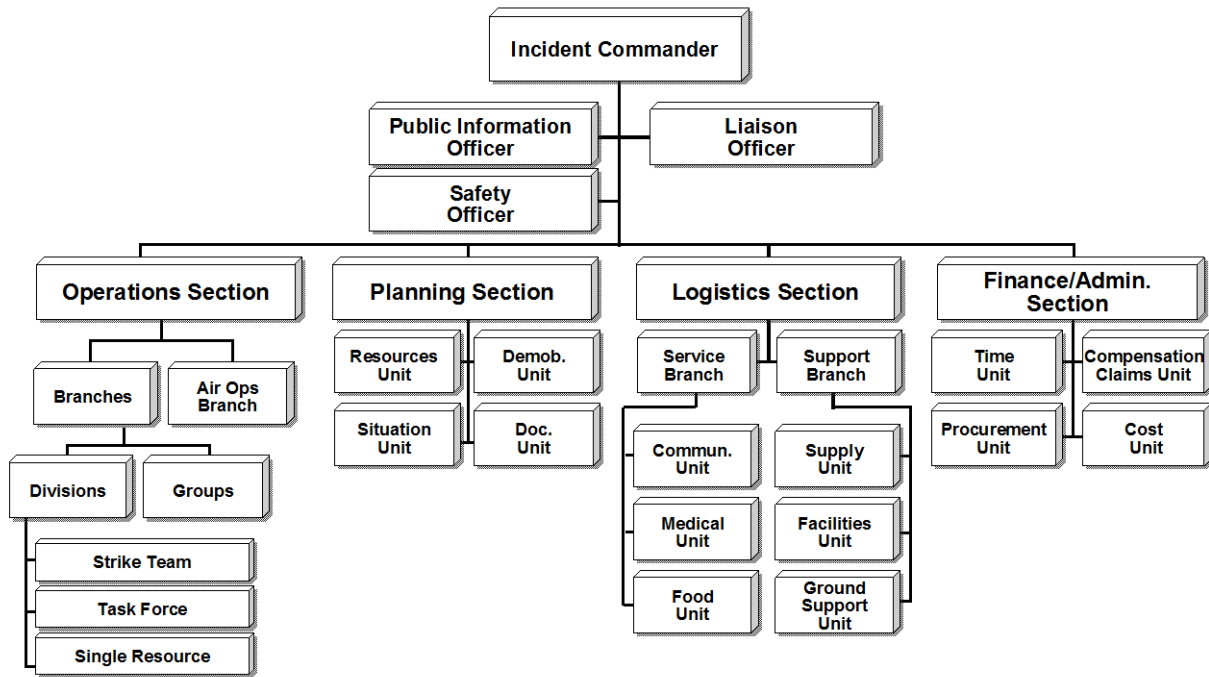 Incident Commander
Public Information
Officer
Liaison
Officer
Safety
Officer
Operations Section
Planning Section
Logistics Section
Finance/Admin.
Section
Resources
Unit
Demob.
Unit
Service
Branch
Support
Branch
Time
Unit
Compensation
Claims Unit
Branches
Air Ops
Branch
Situation
Unit
Doc.
Unit
Procurement
Unit
Cost
Unit
Commun.
Unit
Supply
Unit
Divisions
Groups
Medical
Unit
Facilities
Unit
Strike Team
Task Force
Single Resource
Food
Unit
Ground
Support
Unit